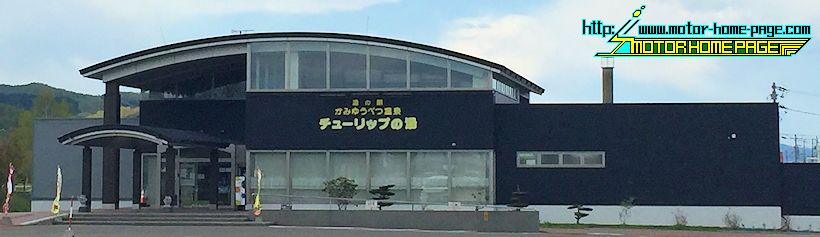 http://www.motor-home-page.com
MOTOR HOME PAGE
道の駅
かみゆうべつ温泉
チューリップの湯